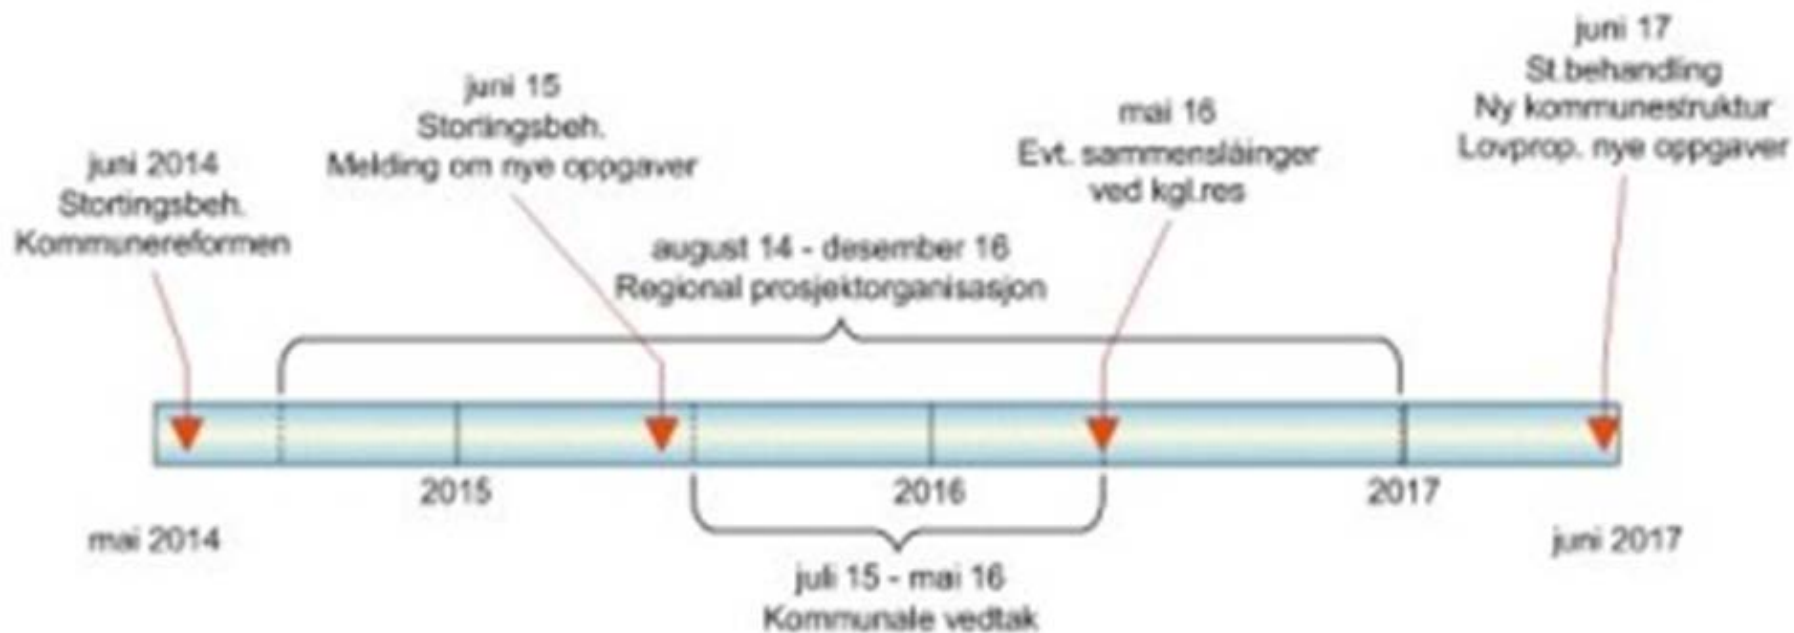 juni 2014
Stortingsbeh.
Kommunereformen
juni 15
Stortingsbeh.
Melding om nye oppgaver
august 14 - desember 16
Regional prosjektorganisasjon
mai 16
Evt. sammenslåinger
ved kgl.res
juni 17
St.behandling
Ny kommunestruktur
Lovprop. nye oppgaver
2015
2016
2017
mai 2014
juni 2017
juli 15 - mai 16
Kommunale vedtak